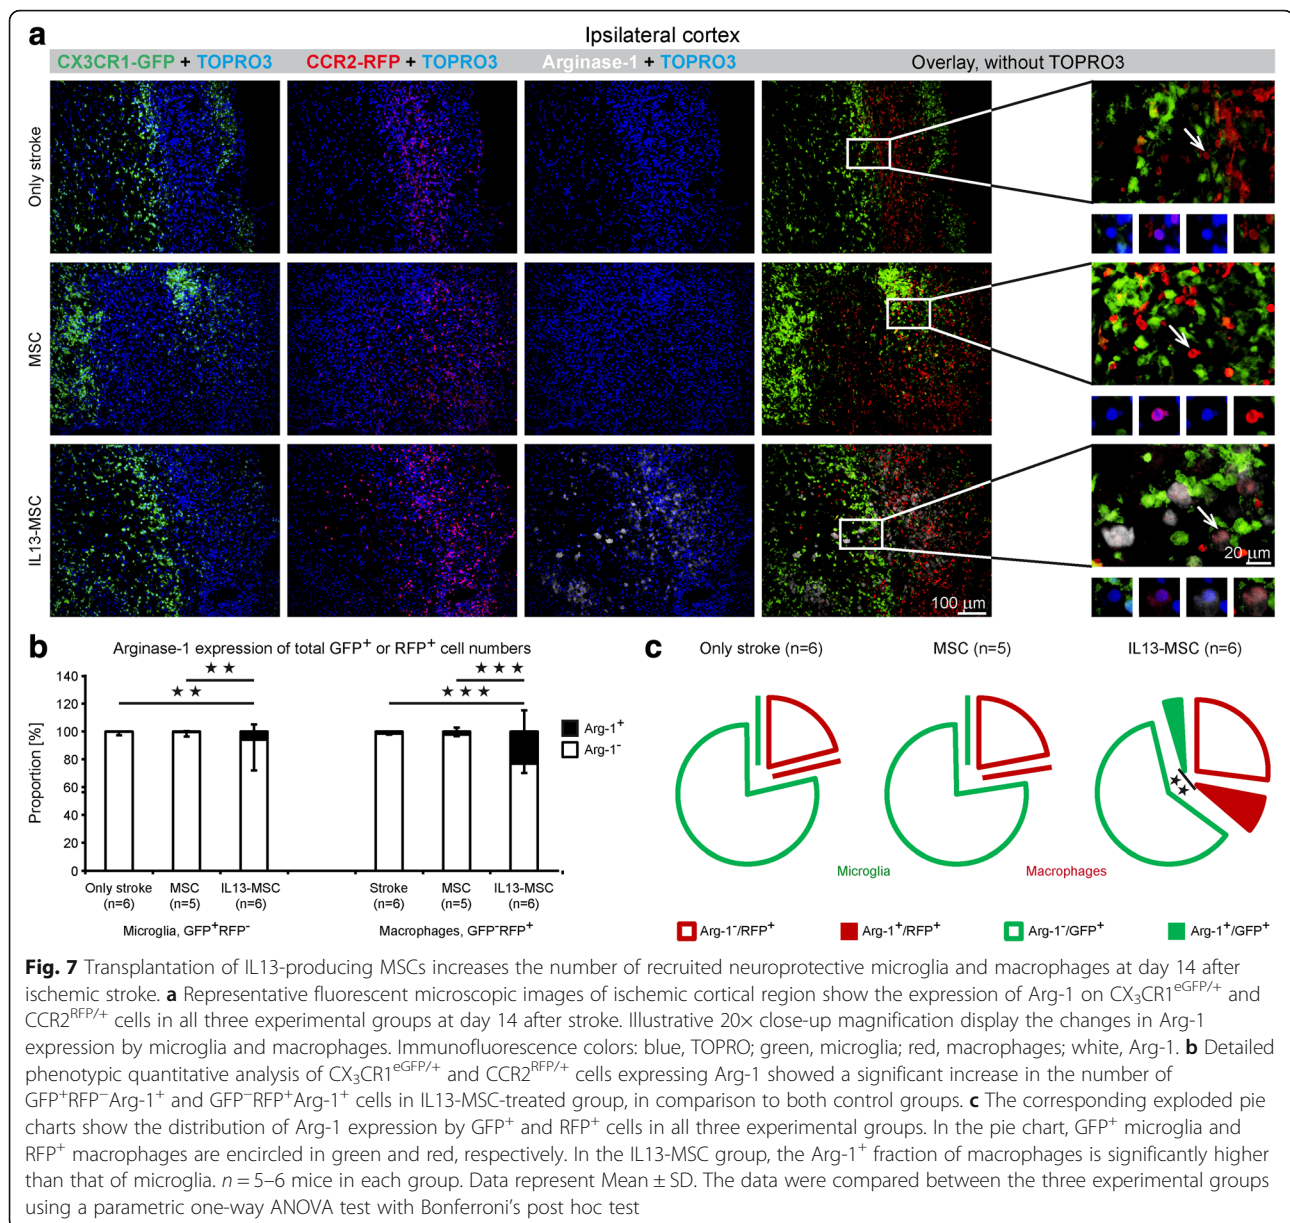 a
Ipsilateral cortex
CX3CR1-GFP + TOPRO3
CCR2-RFP + TOPRO3
Arginase-1 + TOPRO3
Overlay, without TOPRO3
Only stroke
MSC
IL13-MSC
20 µm
100 µm
b
Arginase-1 expression of total GFP⁺ or RFP⁺ cell numbers
★★
★★
★★★
★★★
Proportion [%]
140
120
100
80
60
40
20
0
Arg-1⁺
Arg-1⁻
Only stroke (n=6)
MSC (n=5)
IL13-MSC (n=6)
Stroke (n=6)
MSC (n=5)
IL13-MSC (n=6)
Microglia, GFP⁺RFP⁻
Macrophages, GFP⁻RFP⁺
c
Only stroke (n=6)
MSC (n=5)
IL13-MSC (n=6)
★★
Microglia
Macrophages
Arg-1⁻/RFP⁺
Arg-1⁺/RFP⁺
Arg-1⁻/GFP⁺
Arg-1⁺/GFP⁺
Fig. 7 Transplantation of IL13-producing MSCs increases the number of recruited neuroprotective microglia and macrophages at day 14 after
ischemic stroke. a Representative fluorescent microscopic images of ischemic cortical region show the expression of Arg-1 on CX₃CR1ᵉᴳᶠᴾ/⁺ and
CCR2ᴿᶠᴾ/⁺ cells in all three experimental groups at day 14 after stroke. Illustrative 20× close-up magnification display the changes in Arg-1
expression by microglia and macrophages. Immunofluorescence colors: blue, TOPRO; green, microglia; red, macrophages; white, Arg-1. b Detailed
phenotypic quantitative analysis of CX₃CR1ᵉᴳᶠᴾ/⁺ and CCR2ᴿᶠᴾ/⁺ cells expressing Arg-1 showed a significant increase in the number of
GFP⁺RFP⁻Arg-1⁺ and GFP⁻RFP⁺Arg-1⁺ cells in IL13-MSC-treated group, in comparison to both control groups. c The corresponding exploded pie
charts show the distribution of Arg-1 expression by GFP⁺ and RFP⁺ cells in all three experimental groups. In the pie chart, GFP⁺ microglia and
RFP⁺ macrophages are encircled in green and red, respectively. In the IL13-MSC group, the Arg-1⁺ fraction of macrophages is significantly higher
than that of microglia. n = 5–6 mice in each group. Data represent Mean ± SD. The data were compared between the three experimental groups
using a parametric one-way ANOVA test with Bonferroni's post hoc test